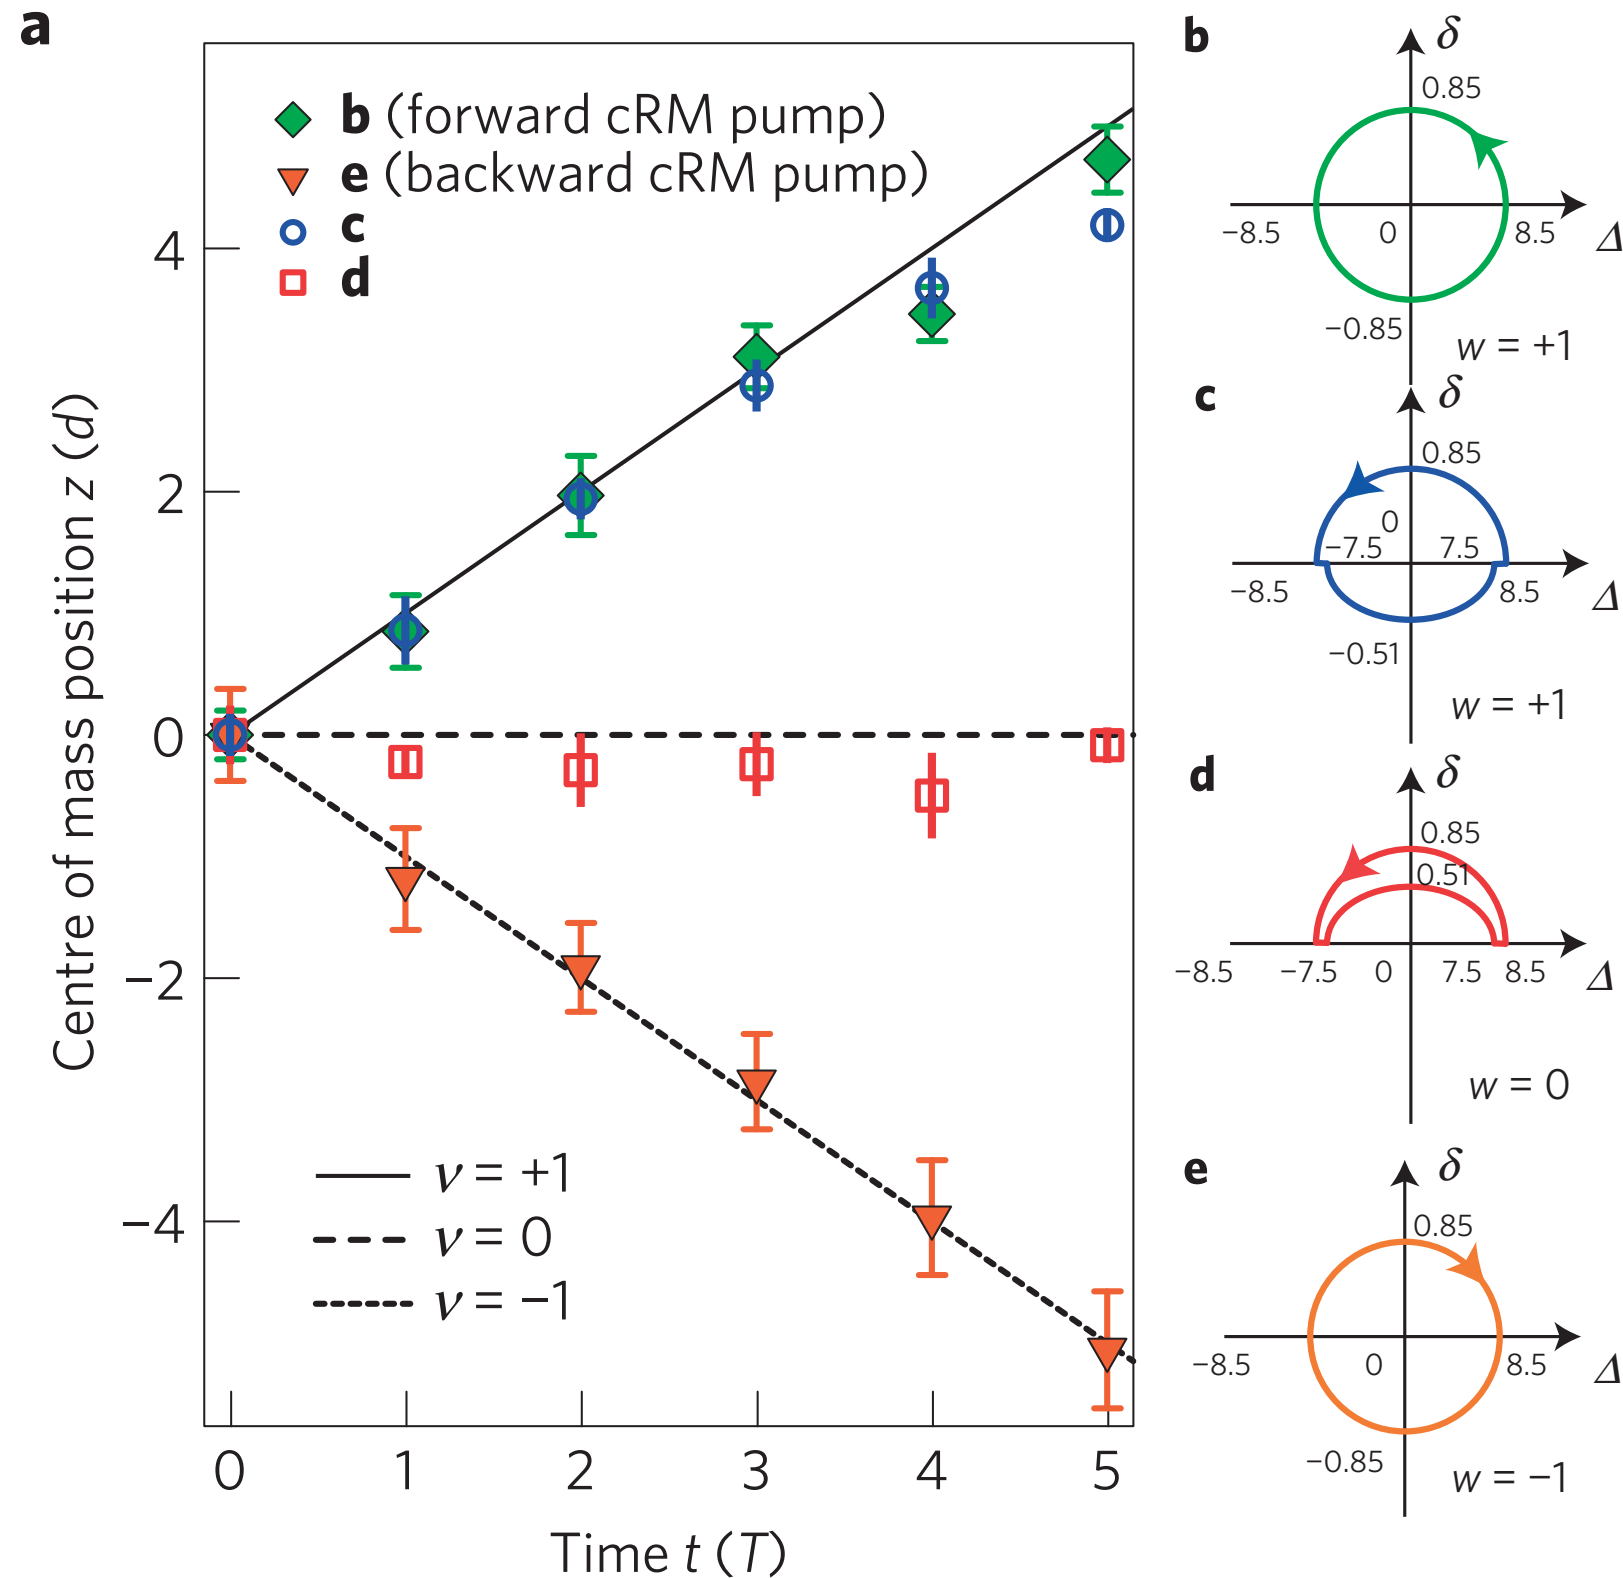 a
b (forward cRM pump)
e (backward cRM pump)
c
d
4
2
0
−2
−4
Centre of mass position z (d)
ν = +1
ν = 0
ν = −1
0 1 2 3 4 5
Time t (T)
b
δ
0.85
−8.5 0 8.5 Δ
−0.85
w = +1
c
δ
0.85
0
−7.5 7.5
−8.5 8.5 Δ
−0.51
w = +1
d
δ
0.85
0.51
−8.5 −7.5 0 7.5 8.5 Δ
w = 0
e
δ
0.85
−8.5 0 8.5 Δ
−0.85
w = −1